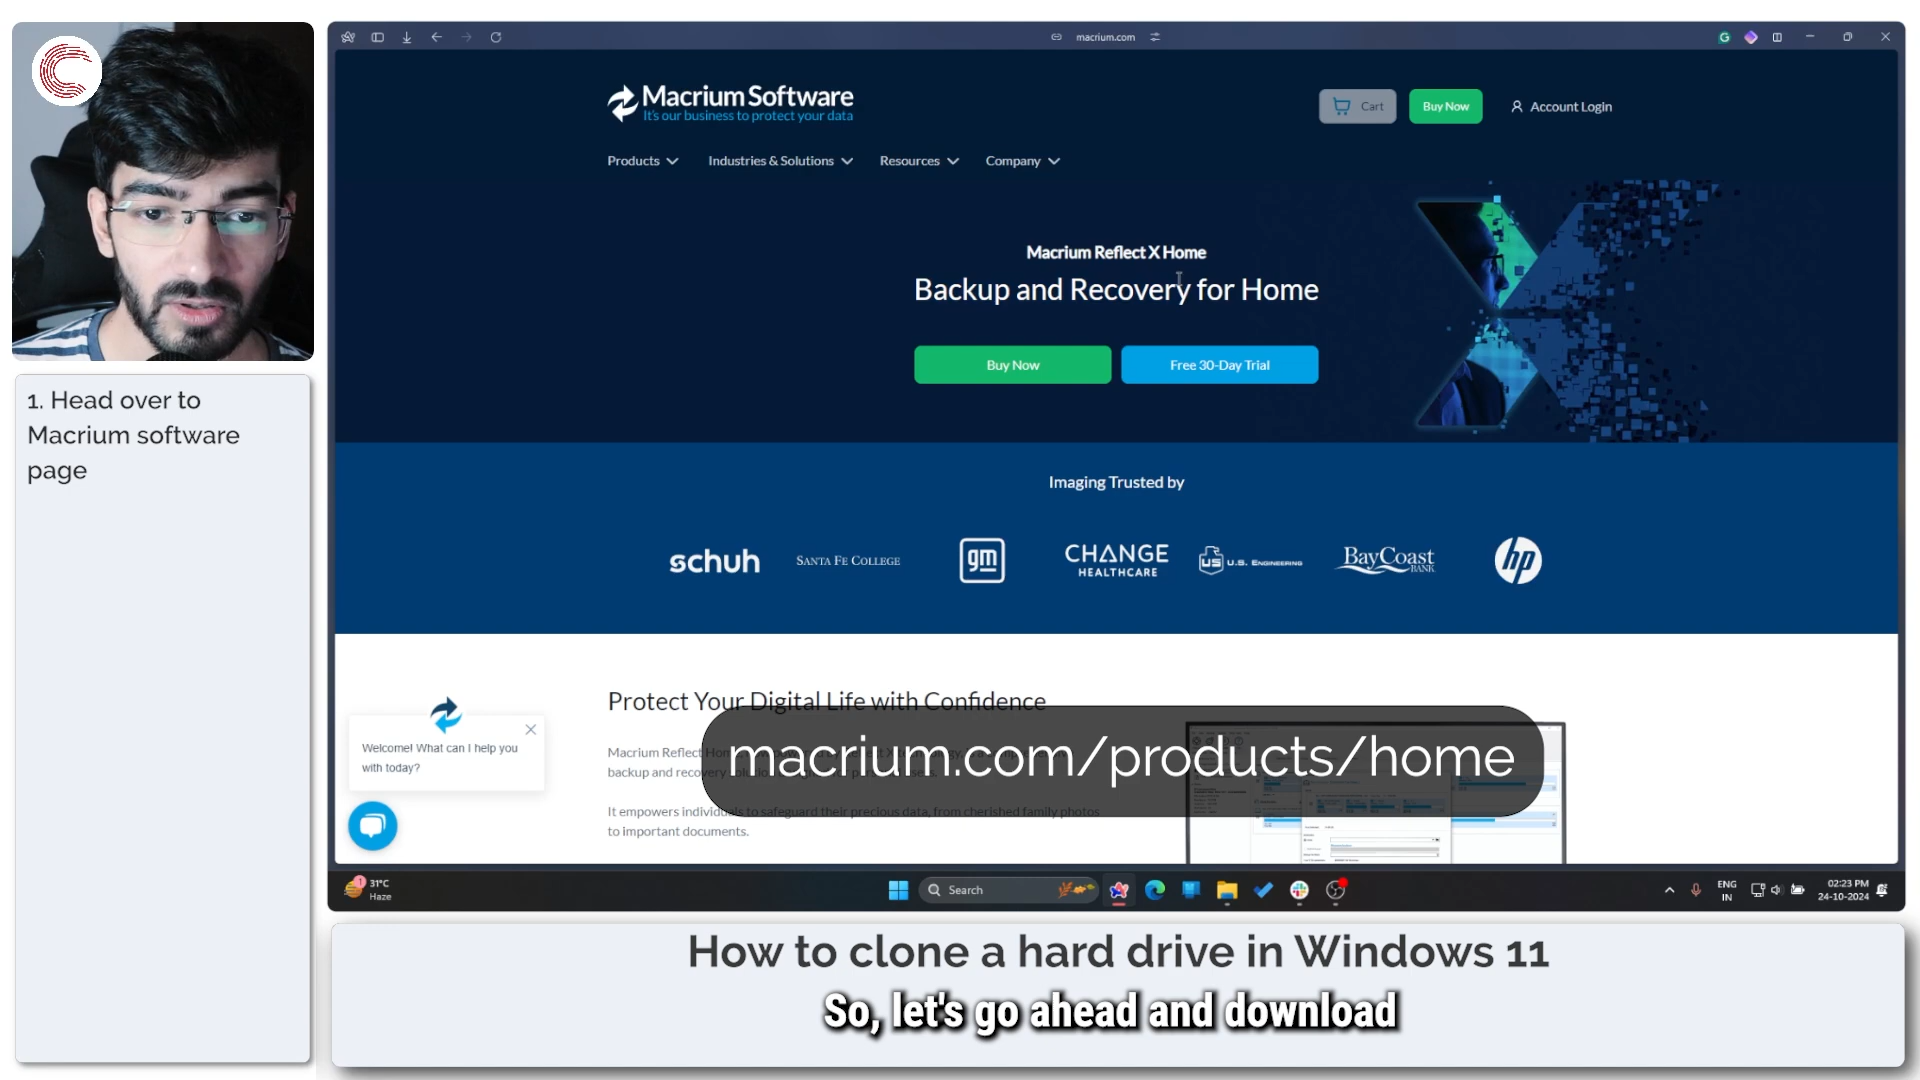 1. Head over to
Macrium software
page
macrium.com
Macrium Software
It's our business to protect your data
Cart
Buy Now
Account Login
Products
Industries & Solutions
Resources
Company
Macrium Reflect X Home
Backup and Recovery for Home
Buy Now
Free 30-Day Trial
Imaging Trusted by
schuh
SANTA FE COLLEGE
gm
CHANGE
HEALTHCARE
US
U.S. ENGINEERING
BayCoast
BANK
hp
Protect Your Digital Life with Confidence
Macrium Reflect
backup and recovery
It empowers individuals to safeguard their precious data, from cherished family photos
to important documents.
macrium.com/products/home
Welcome! What can I help you
with today?
1
31°C
Haze
Search
ENG
IN
02:23 PM
24-10-2024
How to clone a hard drive in Windows 11
So, let's go ahead and download